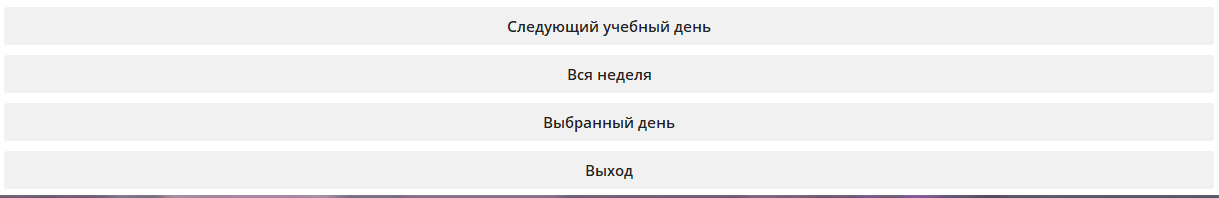 Следующий учебный день
Вся неделя
Выбранный день
Выход